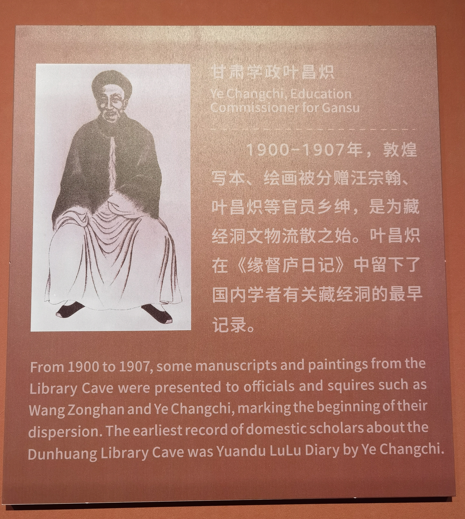 甘肃学政叶昌炽
Ye Changchi, Education
Commissioner for Gansu
1900-1907年，敦煌
写本、绘画被分赠汪宗翰、
叶昌炽等官员乡绅，是为藏
经洞文物流散之始。叶昌炽
在《缘督庐日记》中留下了
国内学者有关藏经洞的最早
记录。
From 1900 to 1907, some manuscripts and paintings from the
Library Cave were presented to officials and squires such as
Wang Zonghan and Ye Changchi, marking the beginning of their
dispersion. The earliest record of domestic scholars about the
Dunhuang Library Cave was Yuandu LuLu Diary by Ye Changchi.